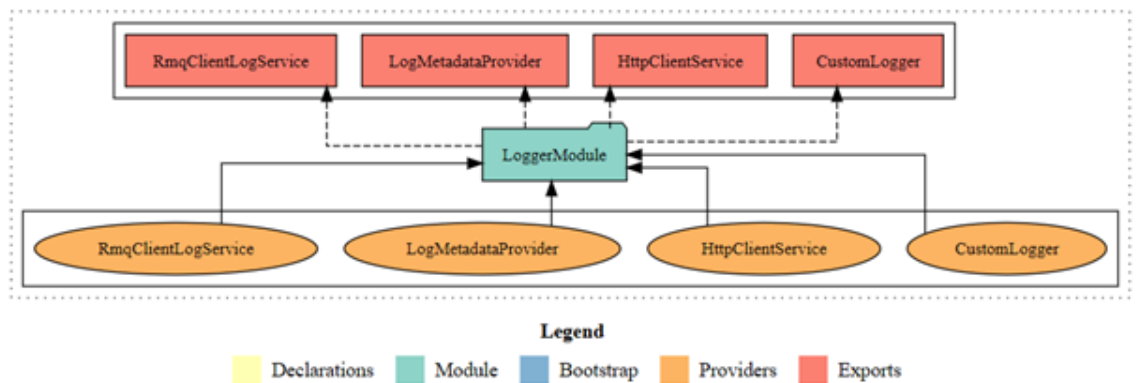 RmqClientLogService LogMetadataProvider HttpClientService CustomLogger
LoggerModule
RmqClientLogService LogMetadataProvider HttpClientService CustomLogger
Legend
Declarations Module Bootstrap Providers Exports